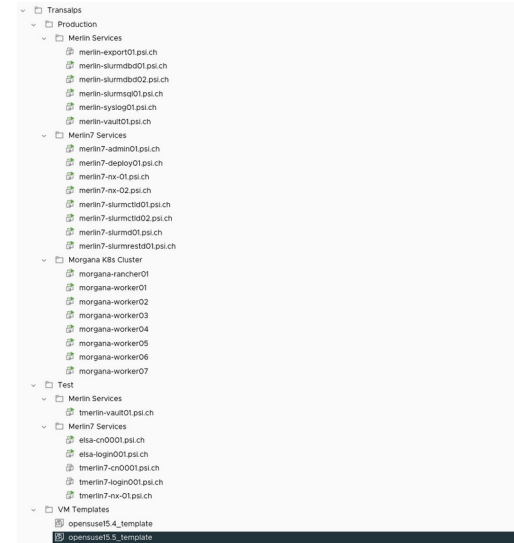 Transalps
Production
Merlin Services
merlin-export01.psi.ch
merlin-slurmdbd01.psi.ch
merlin-slurmdbd02.psi.ch
merlin-slurmsql01.psi.ch
merlin-syslog01.psi.ch
merlin-vault01.psi.ch
Merlin7 Services
merlin7-admin01.psi.ch
merlin7-deploy01.psi.ch
merlin7-nx-01.psi.ch
merlin7-nx-02.psi.ch
merlin7-slurmctld01.psi.ch
merlin7-slurmctld02.psi.ch
merlin7-slurmd01.psi.ch
merlin7-slurmrestd01.psi.ch
Morgana K8s Cluster
morgana-rancher01
morgana-worker01
morgana-worker02
morgana-worker03
morgana-worker04
morgana-worker05
morgana-worker06
morgana-worker07
Test
Merlin Services
tmerlin-vault01.psi.ch
Merlin7 Services
elsa-cn0001.psi.ch
elsa-login001.psi.ch
tmerlin7-cn0001.psi.ch
tmerlin7-login001.psi.ch
tmerlin7-nx-01.psi.ch
VM Templates
opensuse15.4_template
opensuse15.5_template